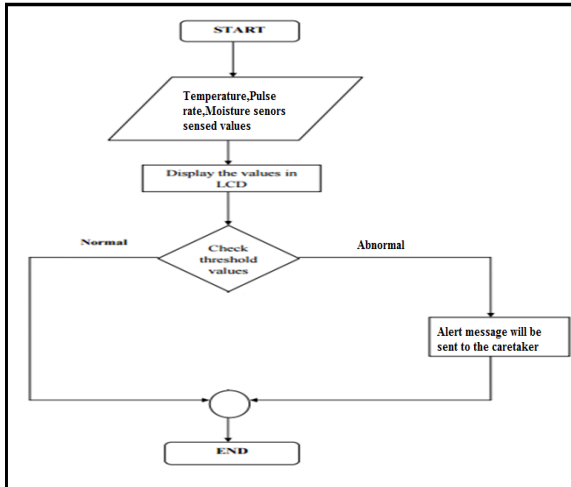 START
Temperature,Pulse
rate,Moisture senors
sensed values
Display the values in
LCD
Normal
Check
threshold
values
Abnormal
Alert message will be
sent to the caretaker
END